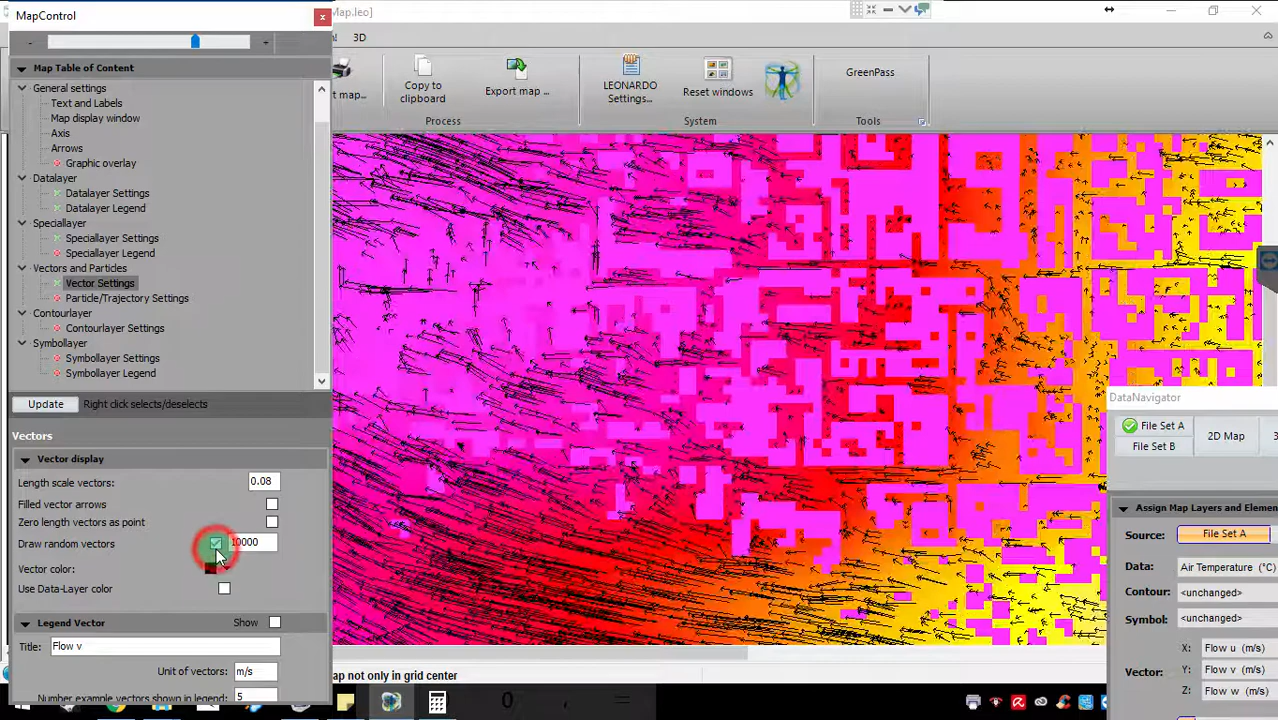 MapControl
Map.leo]
- +
3D
Map Table of Content
General settings
Text and Labels
Map display window
Axis
Arrows
Graphic overlay
Datalayer
Datalayer Settings
Datalayer Legend
Speciallayer
Speciallayer Settings
Speciallayer Legend
Vectors and Particles
Vector Settings
Particle/Trajectory Settings
Contourlayer
Contourlayer Settings
Symbollayer
Symbollayer Settings
Symbollayer Legend
Update Right click selects/deselects
Vectors
Vector display
Length scale vectors: 0.08
Filled vector arrows
Zero length vectors as point
Draw random vectors 10000
Vector color:
Use Data-Layer color
Legend Vector Show
Title: Flow v
Unit of vectors: m/s
Number example vectors shown in legend: 5
nt map...
Copy to
clipboard
Export map ...
Process
LEONARDO
Settings...
Reset windows
System
GreenPass
Tools
ap not only in grid center
DataNavigator
File Set A
File Set B
2D Map
3
Assign Map Layers and Elemen
Source: File Set A
Data: Air Temperature (°C)
Contour: <unchanged>
Symbol: <unchanged>
Vector:
X: Flow u (m/s)
Y: Flow v (m/s)
Z: Flow w (m/s)